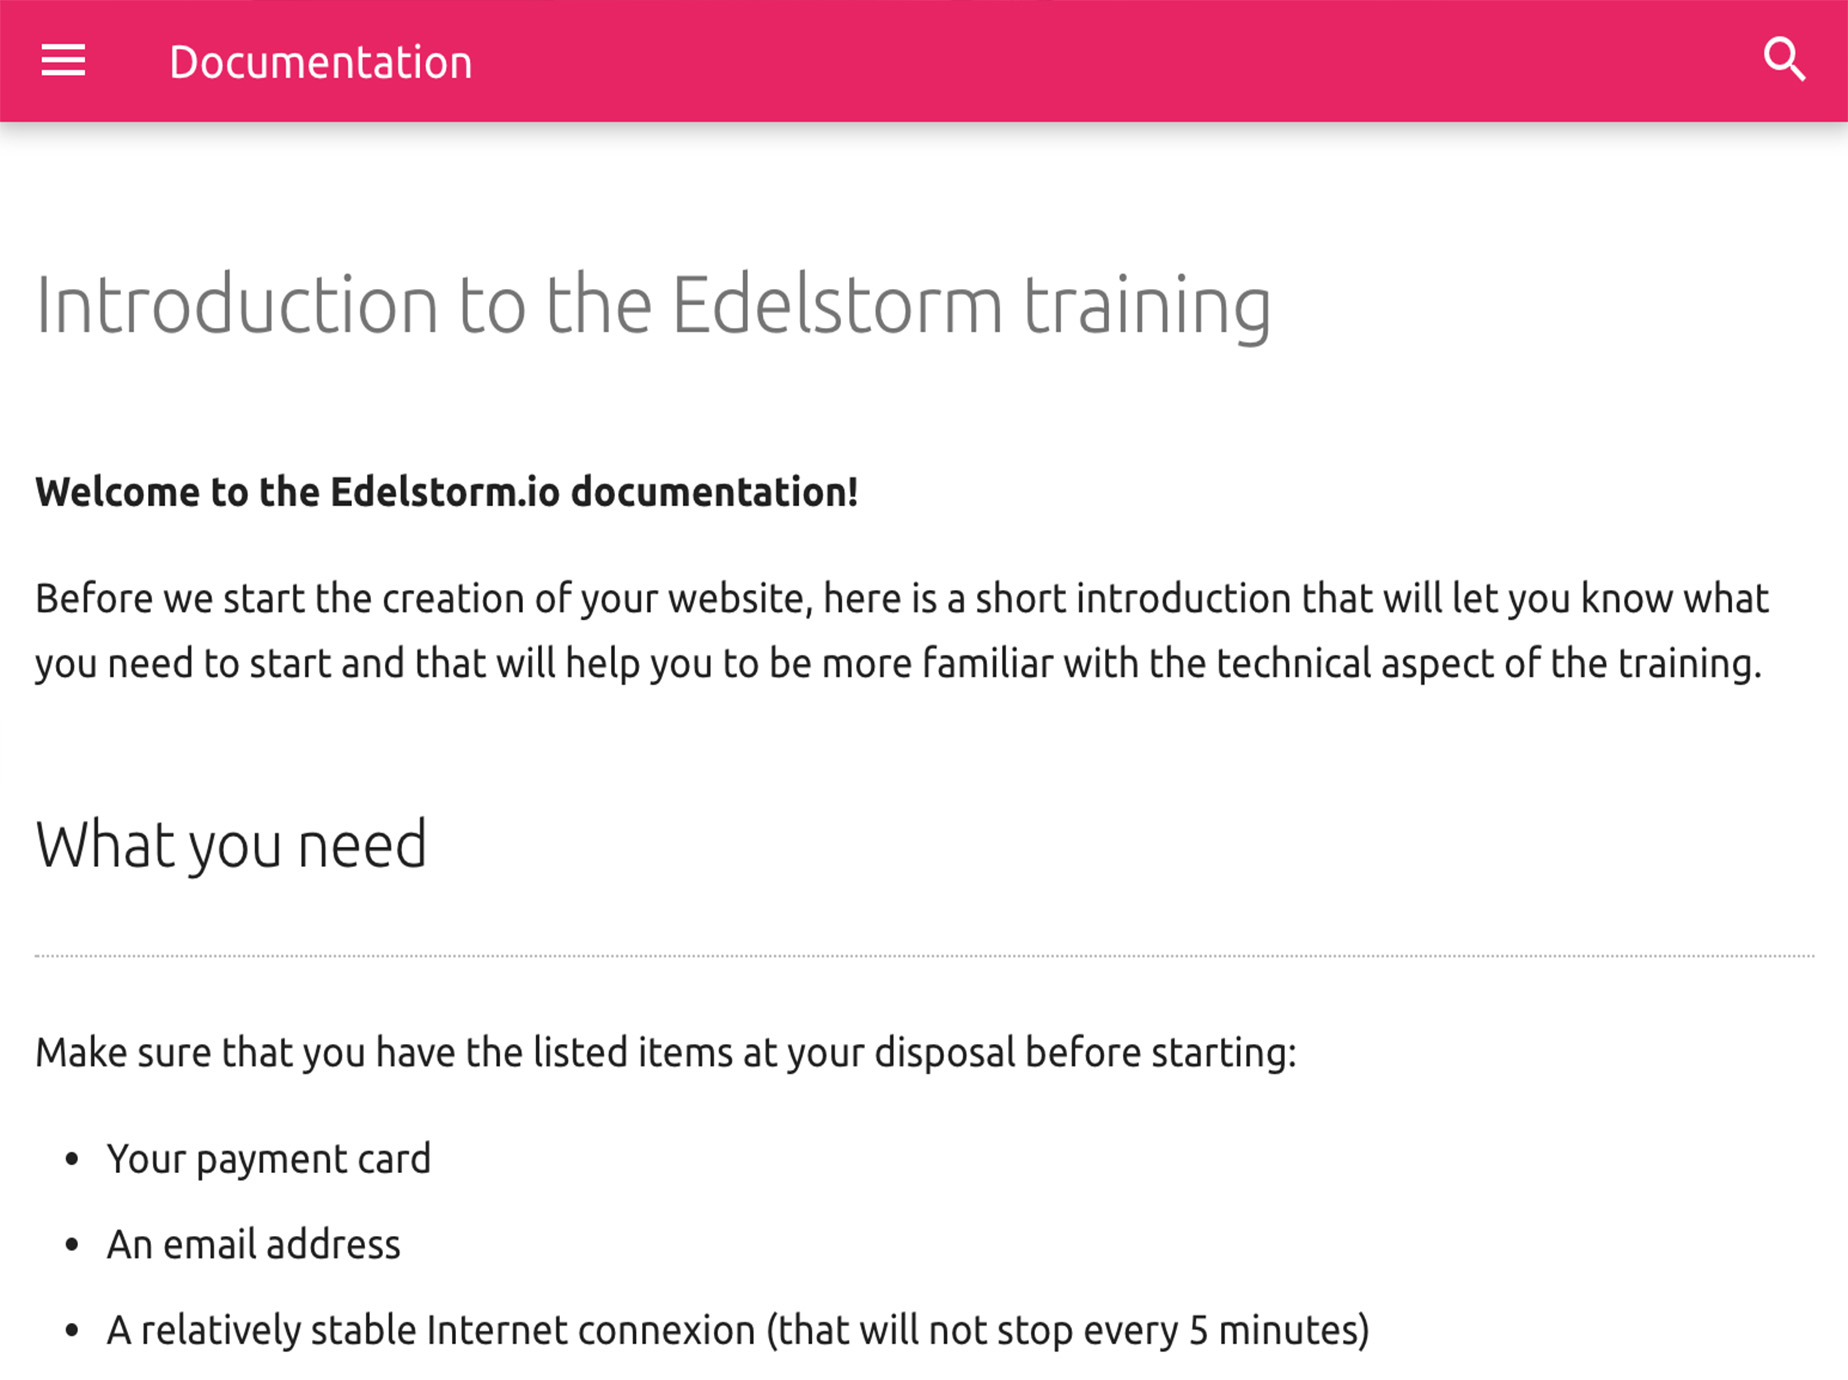 Documentation
Introduction to the Edelstorm training
Welcome to the Edelstorm.io documentation!
Before we start the creation of your website, here is a short introduction that will let you know what
you need to start and that will help you to be more familiar with the technical aspect of the training.
What you need
Make sure that you have the listed items at your disposal before starting:
• Your payment card
• An email address
• A relatively stable Internet connexion (that will not stop every 5 minutes)